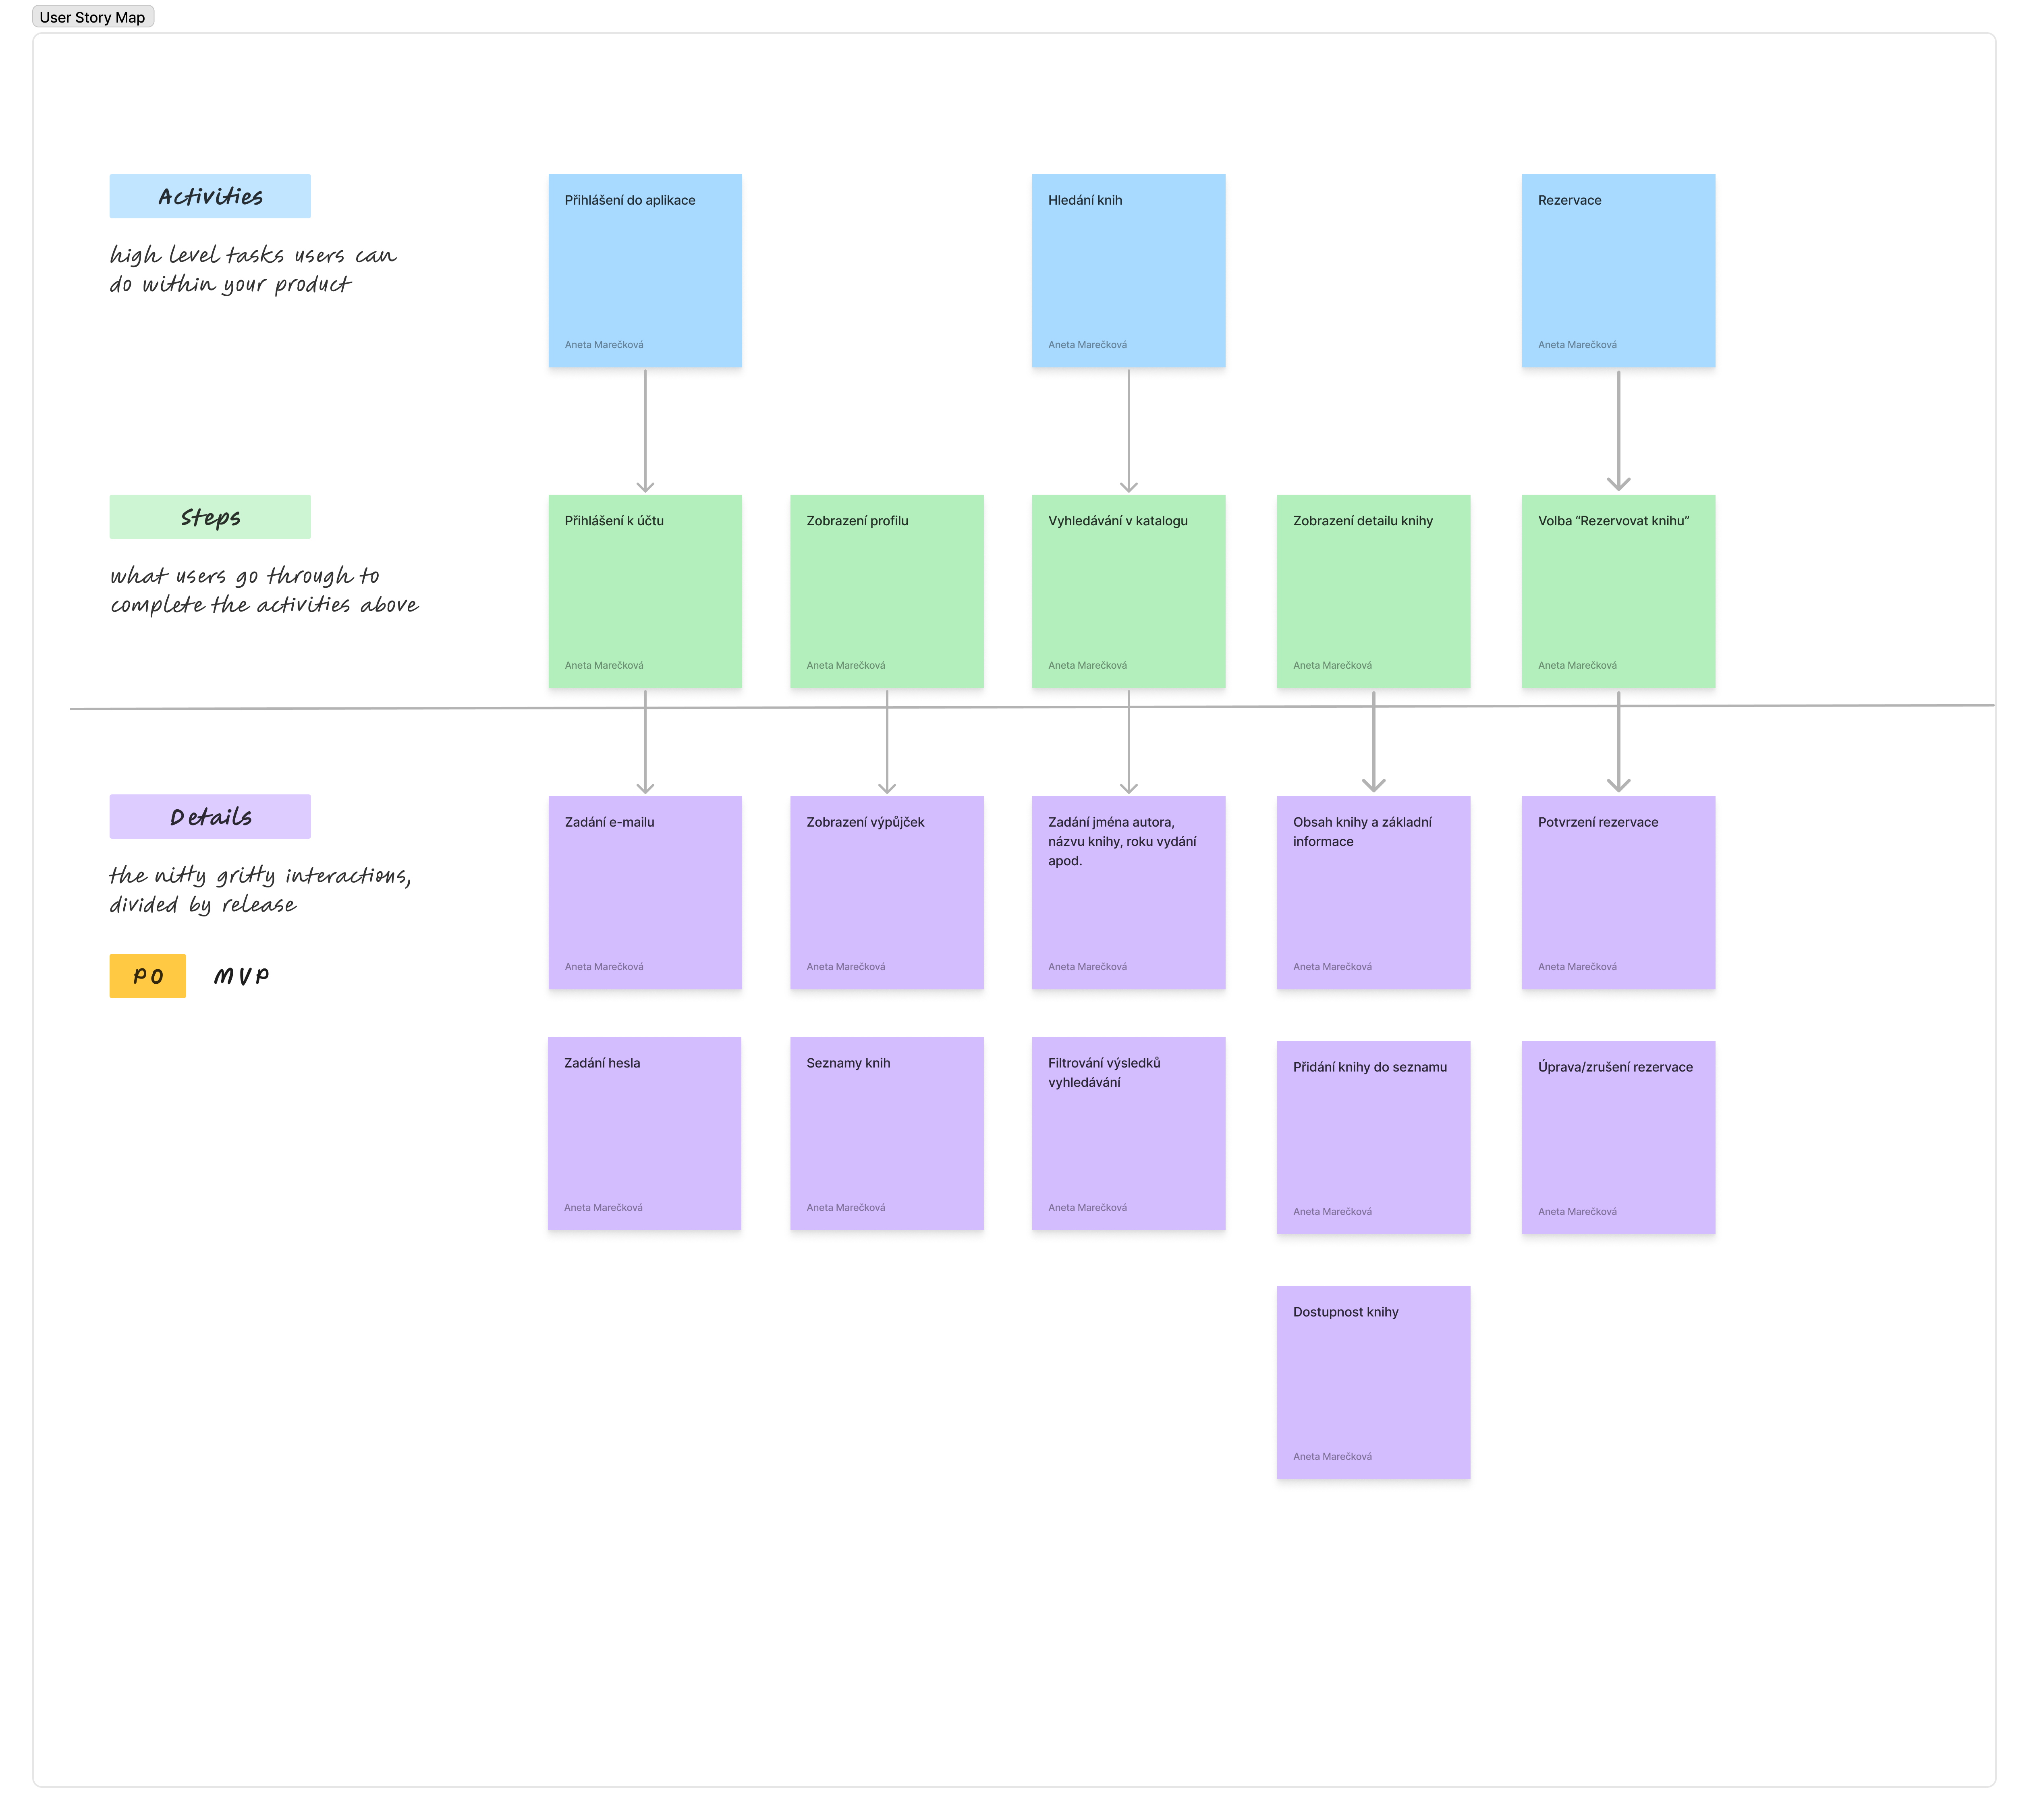 User Story Map
Activities
high level tasks users can
do within your product
Přihlášení do aplikace
Aneta Marečková
Hledání knih
Aneta Marečková
Rezervace
Aneta Marečková
Steps
what users go through to
complete the activities above
Přihlášení k účtu
Aneta Marečková
Zobrazení profilu
Aneta Marečková
Vyhledávání v katalogu
Aneta Marečková
Zobrazení detailu knihy
Aneta Marečková
Volba “Rezervovat knihu”
Aneta Marečková
Details
the nitty gritty interactions,
divided by release
PO MVP
Zadání e-mailu
Aneta Marečková
Zobrazení výpůjček
Aneta Marečková
Zadání jména autora,
názvu knihy, roku vydání
apod.
Aneta Marečková
Obsah knihy a základní
informace
Aneta Marečková
Potvrzení rezervace
Aneta Marečková
Zadání hesla
Aneta Marečková
Seznamy knih
Aneta Marečková
Filtrování výsledků
vyhledávání
Aneta Marečková
Přidání knihy do seznamu
Aneta Marečková
Úprava/zrušení rezervace
Aneta Marečková
Dostupnost knihy
Aneta Marečková